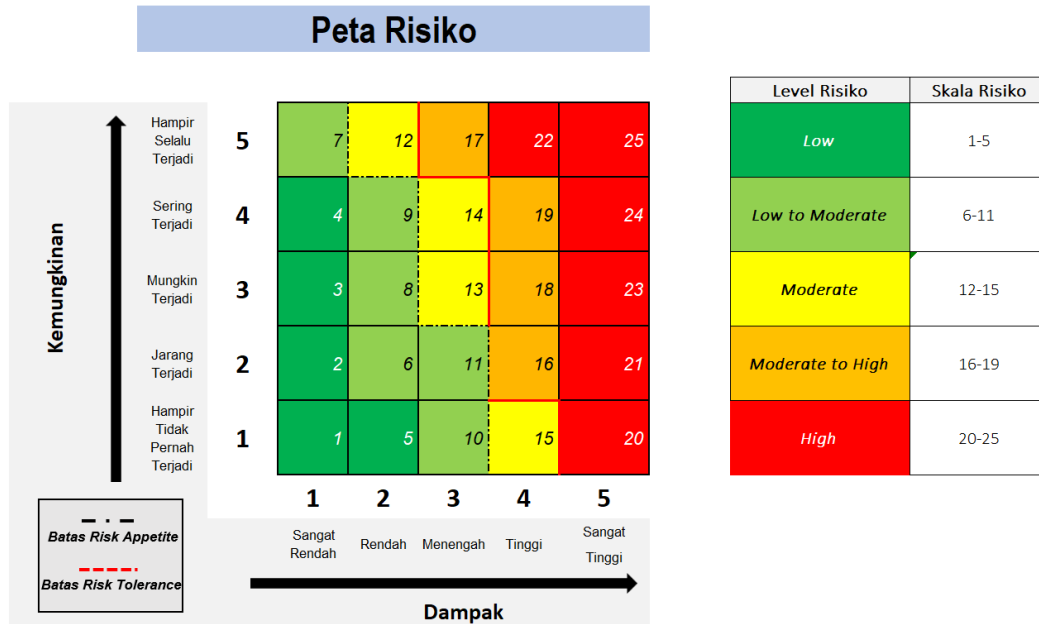 Peta Risiko
Level Risiko Skala Risiko
Low 1-5
Low to Moderate 6-11
Moderate 12-15
Moderate to High 16-19
High 20-25
Kemungkinan
Hampir
Selalu
Terjadi
5 7 12 17 22 25
Sering
Terjadi
4 4 9 14 19 24
Mungkin
Terjadi
3 3 8 13 18 23
Jarang
Terjadi
2 2 6 11 16 21
Hampir
Tidak
Pernah
Terjadi
1 1 5 10 15 20
1 2 3 4 5
Sangat
Rendah
Rendah
Menengah
Tinggi
Sangat
Tinggi
Dampak
Batas Risk Appetite
Batas Risk Tolerance